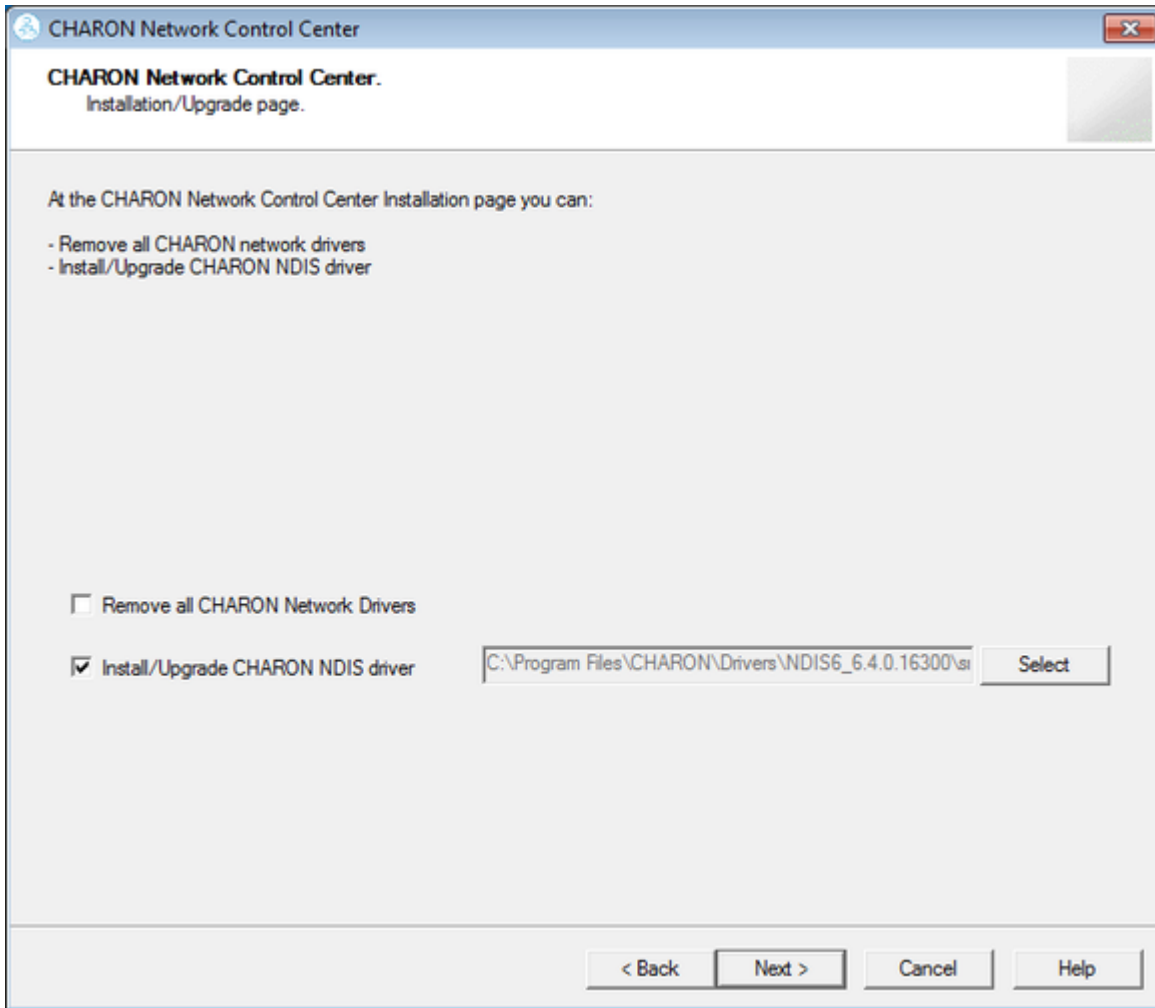 CHARON Network Control Center
CHARON Network Control Center.
Installation/Upgrade page.
At the CHARON Network Control Center Installation page you can:
- Remove all CHARON network drivers
- Install/Upgrade CHARON NDIS driver
Remove all CHARON Network Drivers
Install/Upgrade CHARON NDIS driver
C:\Program Files\CHARON\Drivers\NDIS6_6.4.0.16300\
Select
< Back
Next >
Cancel
Help